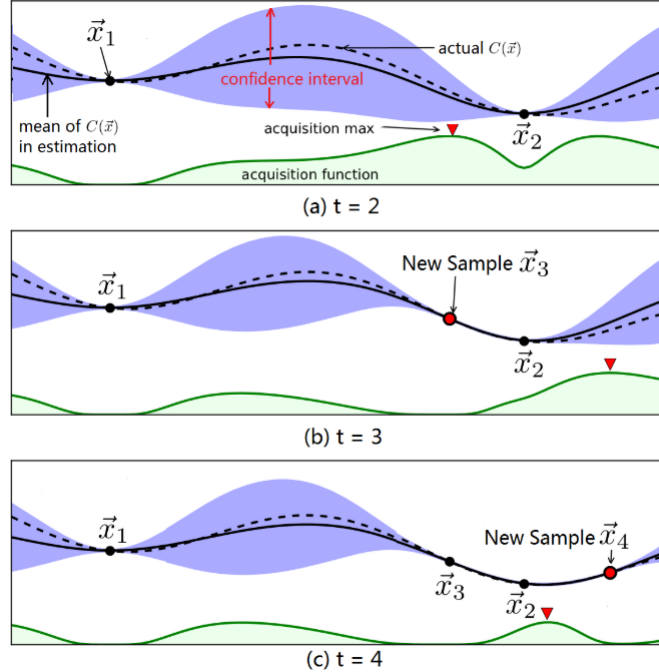 x⃗₁
actual C(x⃗)
confidence interval
mean of C(x⃗)
in estimation
acquisition max
x⃗₂
acquisition function
(a) t = 2
New Sample x⃗₃
x⃗₁
x⃗₂
(b) t = 3
x⃗₁
New Sample x⃗₄
x⃗₃
x⃗₂
(c) t = 4